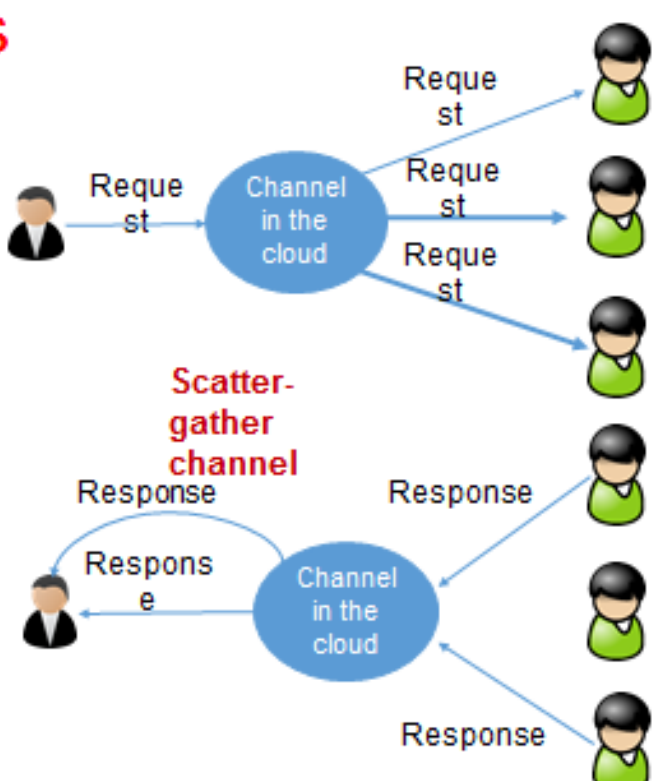 s
Reque
st
Reque
st
Reque
st
Reque
st
Channel
in the
cloud
Scatter-
gather
channel
Response
Response
Respons
e
Channel
in the
cloud
Response